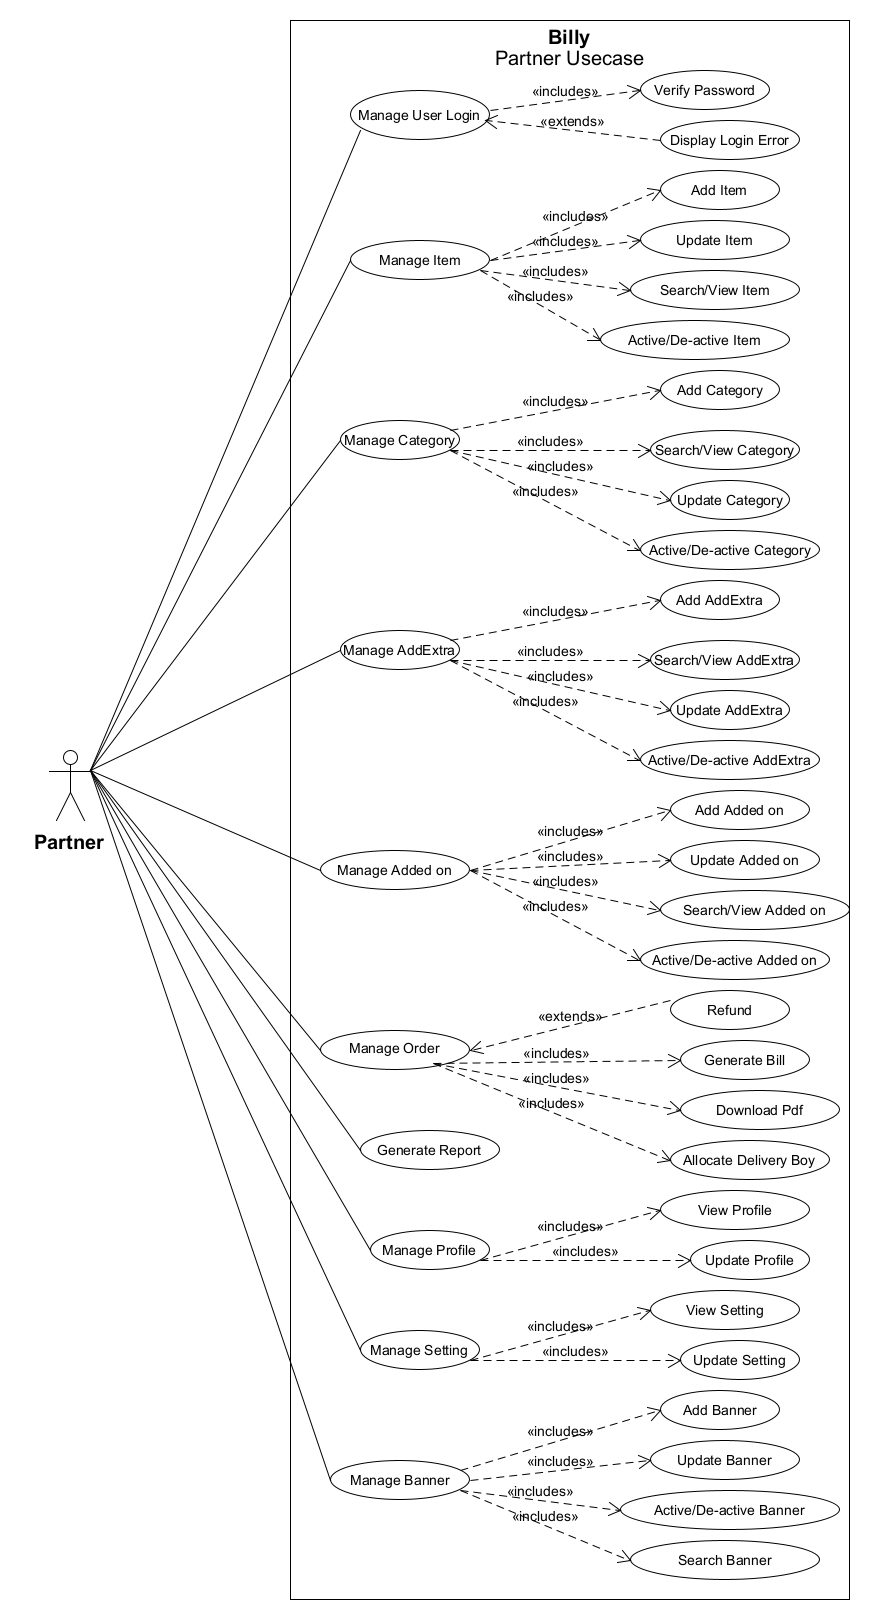 Billy
Partner Usecase
«includes»
Verify Password
Manage User Login
«extends»
Display Login Error
Add Item
«includes»
Update Item
«includes»
Manage Item
«includes»
Search/View Item
«includes»
Active/De-active Item
Add Category
«includes»
Manage Category
«includes»
Search/View Category
«includes»
Update Category
«includes»
Active/De-active Category
Add AddExtra
«includes»
Manage AddExtra
«includes»
Search/View AddExtra
«includes»
Update AddExtra
«includes»
Active/De-active AddExtra
Partner
Add Added on
«includes»
Update Added on
«includes»
Manage Added on
«includes»
Search/View Added on
«includes»
Active/De-active Added on
Refund
«extends»
Manage Order
«includes»
Generate Bill
«includes»
Download Pdf
«includes»
Allocate Delivery Boy
Generate Report
View Profile
«includes»
Manage Profile
«includes»
Update Profile
View Setting
«includes»
Manage Setting
«includes»
Update Setting
Add Banner
«includes»
Update Banner
«includes»
Manage Banner
«includes»
Active/De-active Banner
«includes»
Search Banner